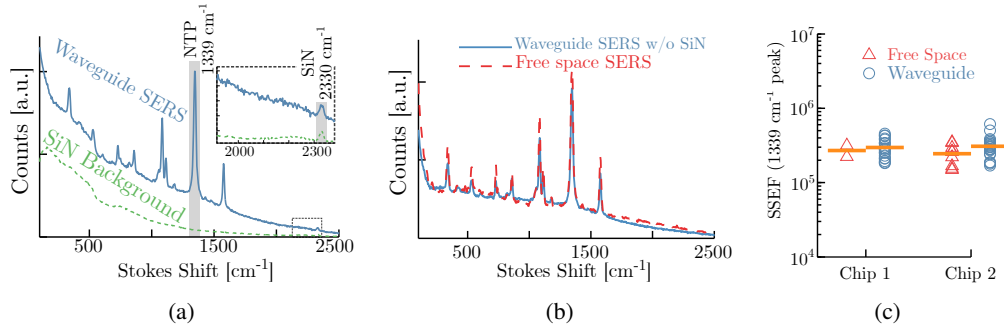 Waveguide SERS
SiN Background
1339 cm⁻¹
NTP
SiN
2330 cm⁻¹
1900
2300
Counts [a.u.]
500
1500
2500
Stokes Shift [cm⁻¹]
(a)
Waveguide SERS w/o SiN
Free space SERS
Counts [a.u.]
500
1500
2500
Stokes Shift [cm⁻¹]
(b)
Free Space
Waveguide
SSEF (1339 cm⁻¹ peak)
10⁷
10⁶
10⁵
10⁴
Chip 1
Chip 2
(c)